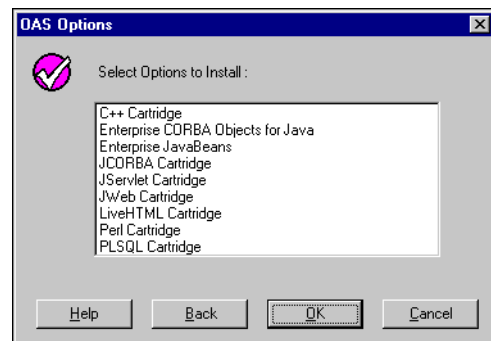 OAS Options
Select Options to Install :
C++ Cartridge
Enterprise CORBA Objects for Java
Enterprise JavaBeans
JCORBA Cartridge
JServlet Cartridge
JWeb Cartridge
LiveHTML Cartridge
Perl Cartridge
PLSQL Cartridge
Help Back OK Cancel